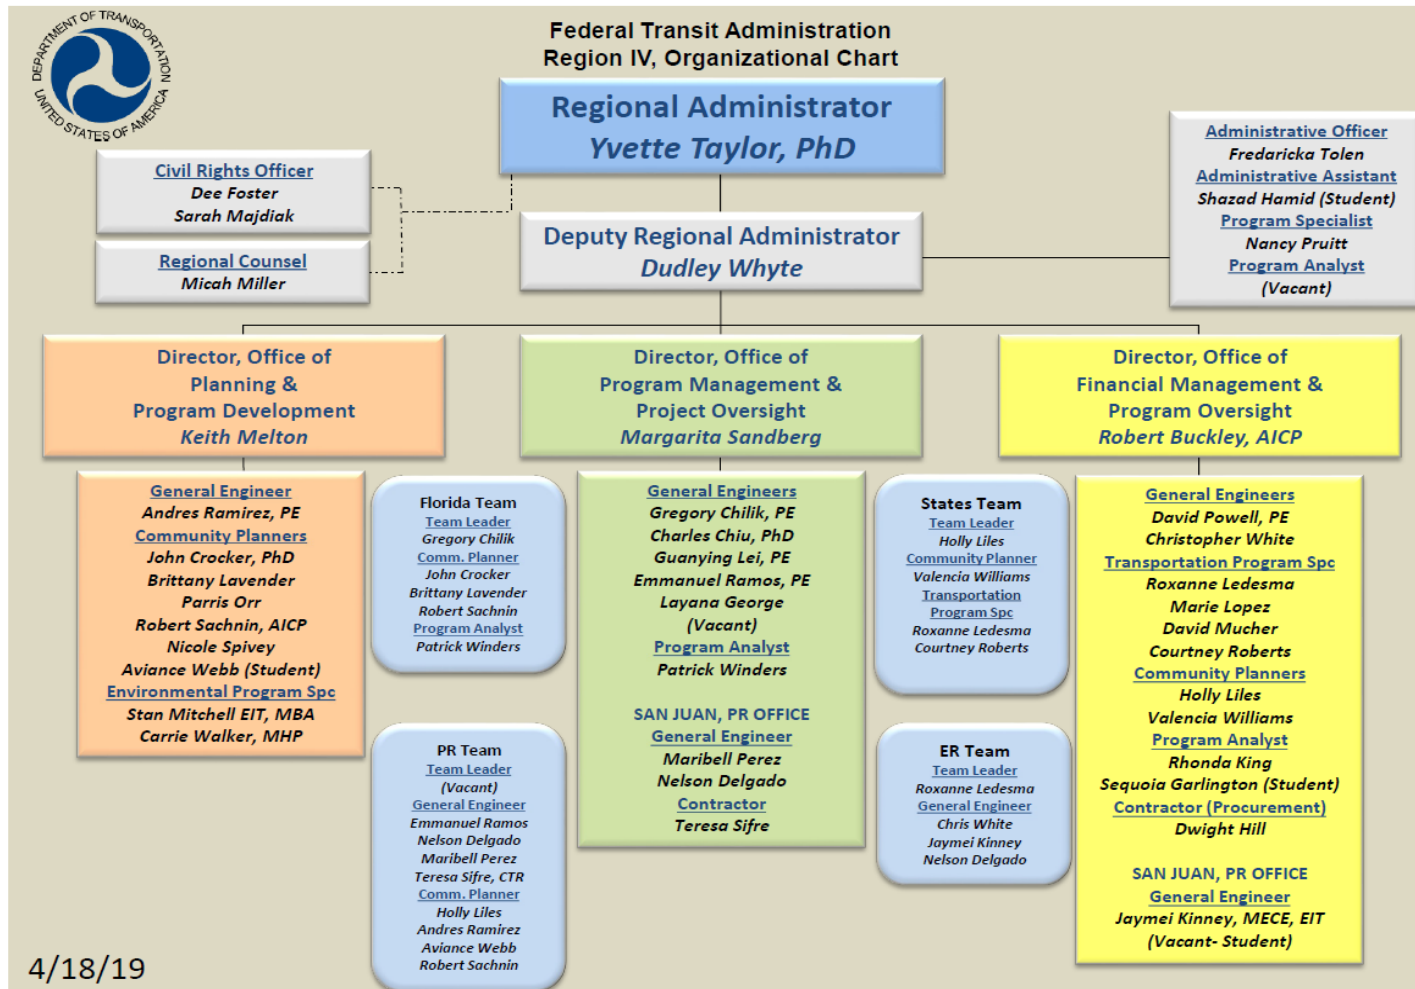 DEPARTMENT OF TRANSPORTATION
UNITED STATES OF AMERICA
Federal Transit Administration
Region IV, Organizational Chart
Regional Administrator
Yvette Taylor, PhD
Civil Rights Officer
Dee Foster
Sarah Majdiak
Regional Counsel
Micah Miller
Deputy Regional Administrator
Dudley Whyte
Administrative Officer
Fredaricka Tolen
Administrative Assistant
Shazad Hamid (Student)
Program Specialist
Nancy Pruitt
Program Analyst
(Vacant)
Director, Office of
Planning &
Program Development
Keith Melton
Director, Office of
Program Management &
Project Oversight
Margarita Sandberg
Director, Office of
Financial Management &
Program Oversight
Robert Buckley, AICP
General Engineer
Andres Ramirez, PE
Community Planners
John Crocker, PhD
Brittany Lavender
Parris Orr
Robert Sachnin, AICP
Nicole Spivey
Aviance Webb (Student)
Environmental Program Spc
Stan Mitchell EIT, MBA
Carrie Walker, MHP
Florida Team
Team Leader
Gregory Chilik
Comm. Planner
John Crocker
Brittany Lavender
Robert Sachnin
Program Analyst
Patrick Winders
PR Team
Team Leader
(Vacant)
General Engineer
Emmanuel Ramos
Nelson Delgado
Maribell Perez
Teresa Sifre, CTR
Comm. Planner
Holly Liles
Andres Ramirez
Aviance Webb
Robert Sachnin
General Engineers
Gregory Chilik, PE
Charles Chiu, PhD
Guanying Lei, PE
Emmanuel Ramos, PE
Layana George
(Vacant)
Program Analyst
Patrick Winders
SAN JUAN, PR OFFICE
General Engineer
Maribell Perez
Nelson Delgado
Contractor
Teresa Sifre
States Team
Team Leader
Holly Liles
Community Planner
Valencia Williams
Transportation
Program Spc
Roxanne Ledesma
Courtney Roberts
ER Team
Team Leader
Roxanne Ledesma
General Engineer
Chris White
Jaymei Kinney
Nelson Delgado
General Engineers
David Powell, PE
Christopher White
Transportation Program Spc
Roxanne Ledesma
Marie Lopez
David Mucher
Courtney Roberts
Community Planners
Holly Liles
Valencia Williams
Program Analyst
Rhonda King
Sequoia Garlington (Student)
Contractor (Procurement)
Dwight Hill
SAN JUAN, PR OFFICE
General Engineer
Jaymei Kinney, MECE, EIT
(Vacant- Student)
4/18/19